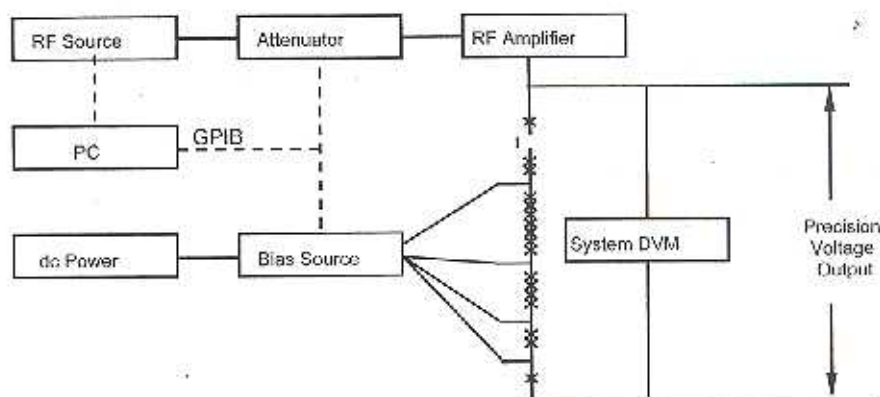 RF Source
Attenuator
RF Amplifier
PC
GPIB
dc Power
Bias Source
System DVM
Precision
Voltage
Output